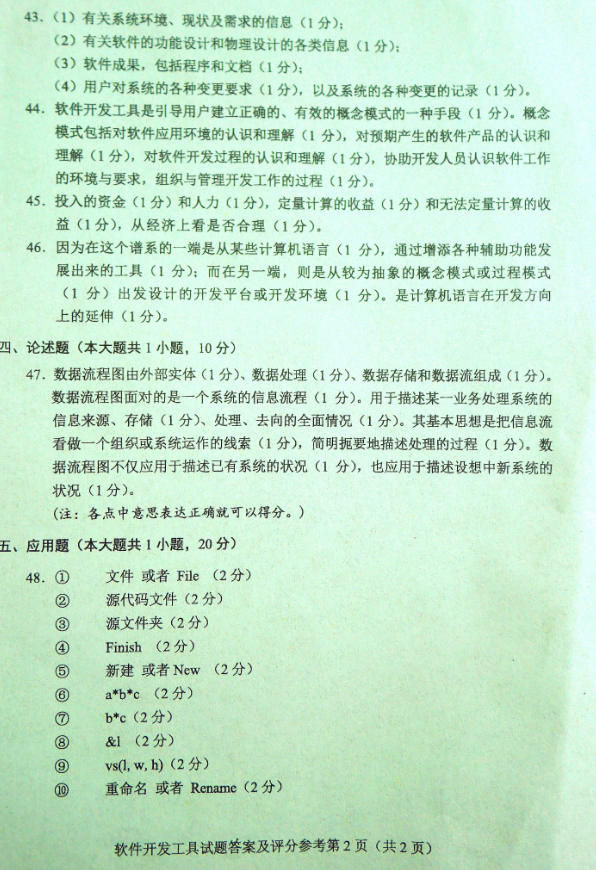 43.（1）有关系统环境、现状及需求的信息（1 分）；
（2）有关软件的功能设计和物理设计的各类信息（1 分）；
（3）软件成果，包括程序和文档（1 分）；
（4）用户对系统的各种变更要求（1 分），以及系统的各种变更的记录（1 分）。
44. 软件开发工具是引导用户建立正确的、有效的概念模式的一种手段（1 分）。概念
模式包括对软件应用环境的认识和理解（1 分），对预期产生的软件产品的认识和
理解（1 分），对软件开发过程的认识和理解（1 分），协助开发人员认识软件工作
的环境与要求，组织与管理开发工作的过程（1 分）。
45. 投入的资金（1 分）和人力（1 分），定量计算的收益（1 分）和无法定量计算的收
益（1 分），从经济上看是否合理（1 分）。
46. 因为在这个谱系的一端是从某些计算机语言（1 分），通过增添各种辅助功能发
展出来的工具（1 分）；而在另一端，则是从较为抽象的概念模式或过程模式
（1 分）出发设计的开发平台或开发环境（1 分）。是计算机语言在开发方向
上的延伸（1 分）。
四、论述题（本大题共 1 小题，10 分）
47. 数据流程图由外部实体（1 分）、数据处理（1 分）、数据存储和数据流组成（1 分）。
数据流程图面对的是一个系统的信息流程（1 分）。用于描述某一业务处理系统的
信息来源、存储（1 分）、处理、去向的全面情况（1 分）。其基本思想是把信息流
看做一个组织或系统运作的线索（1 分），简明扼要地描述处理的过程（1 分）。数
据流程图不仅应用于描述已有系统的状况（1 分），也应用于描述设想中新系统的
状况（1 分）。
（注：各点中意思表达正确就可以得分。）
五、应用题（本大题共 1 小题，20 分）
48. ① 文件 或者 File （2 分）
② 源代码文件（2 分）
③ 源文件夹（2 分）
④ Finish （2 分）
⑤ 新建 或者 New （2 分）
⑥ a*b*c （2 分）
⑦ b*c（2 分）
⑧ &l （2 分）
⑨ vs(l, w, h)（2 分）
⑩ 重命名 或者 Rename（2 分）
软件开发工具试题答案及评分参考第 2 页（共 2 页）